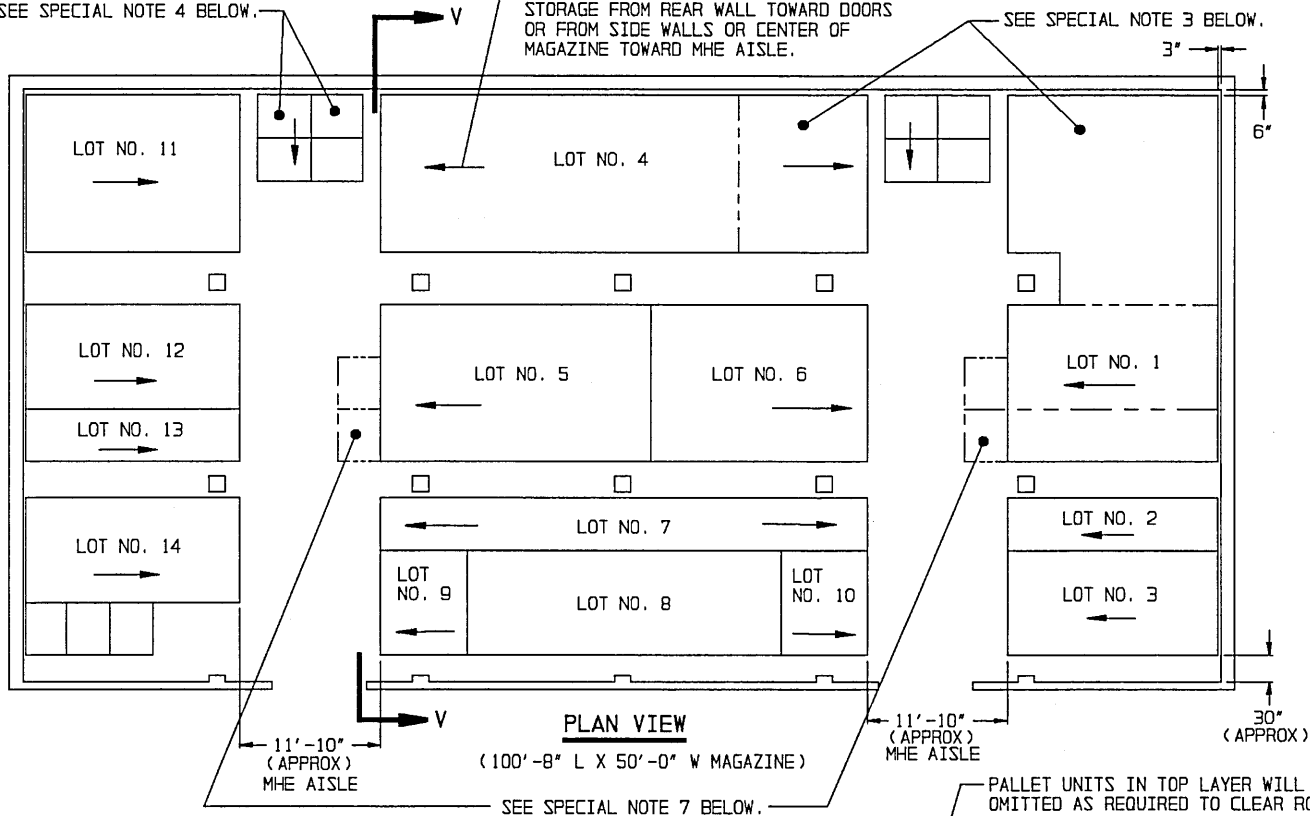 SEE SPECIAL NOTE 4 BELOW.
V
STORAGE FROM REAR WALL TOWARD DOORS
OR FROM SIDE WALLS OR CENTER OF
MAGAZINE TOWARD MHE AISLE.
SEE SPECIAL NOTE 3 BELOW.
3"
6"
LOT NO. 11
LOT NO. 4
LOT NO. 12
LOT NO. 5
LOT NO. 6
LOT NO. 1
LOT NO. 13
LOT NO. 7
LOT NO. 2
LOT NO. 14
LOT
NO. 9
LOT NO. 8
LOT
NO. 10
LOT NO. 3
V
PLAN VIEW
(100'-8" L X 50'-0" W MAGAZINE)
11'-10"
(APPROX)
MHE AISLE
11'-10"
(APPROX)
MHE AISLE
30"
(APPROX)
SEE SPECIAL NOTE 7 BELOW.
PALLET UNITS IN TOP LAYER WILL
OMITTED AS REQUIRED TO CLEAR RO